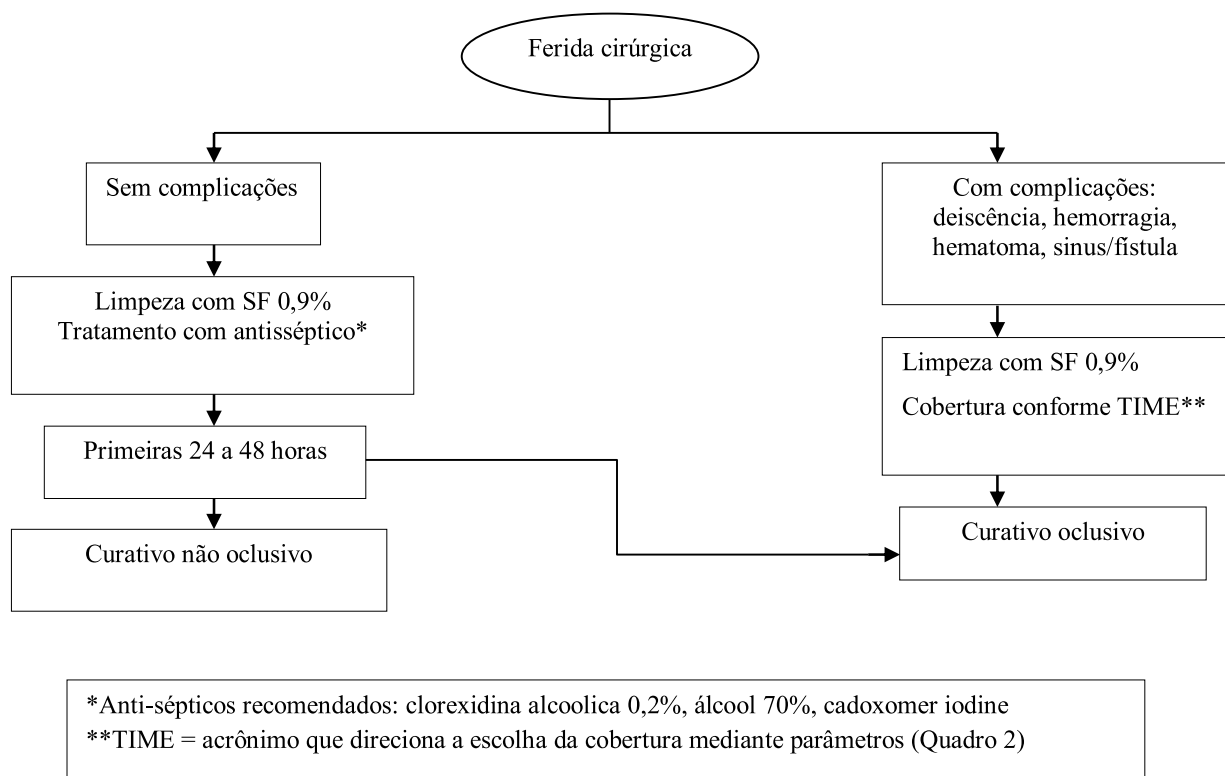 Ferida cirúrgica
Sem complicações
Limpeza com SF 0,9%
Tratamento com antisséptico*
Primeiras 24 a 48 horas
Curativo não oclusivo
Com complicações:
deiscência, hemorragia,
hematoma, sinus/fístula
Limpeza com SF 0,9%
Cobertura conforme TIME**
Curativo oclusivo
*Anti-sépticos recomendados: clorexidina alcoolica 0,2%, álcool 70%, cadoxomer iodine
**TIME = acrônimo que direciona a escolha da cobertura mediante parâmetros (Quadro 2)